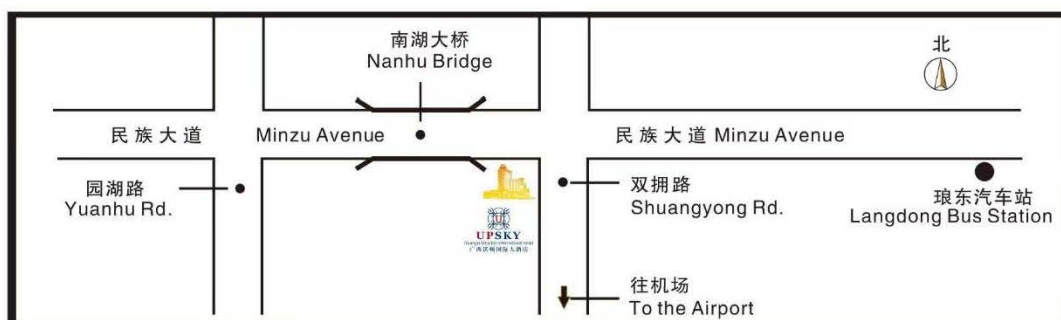 南湖大桥
Nanhu Bridge
北
民族大道 Minzu Avenue
民族大道 Minzu Avenue
园湖路
Yuanhu Rd.
双拥路
Shuangyong Rd.
琅东汽车站
Langdong Bus Station
U
UPSKY
往机场
To the Airport